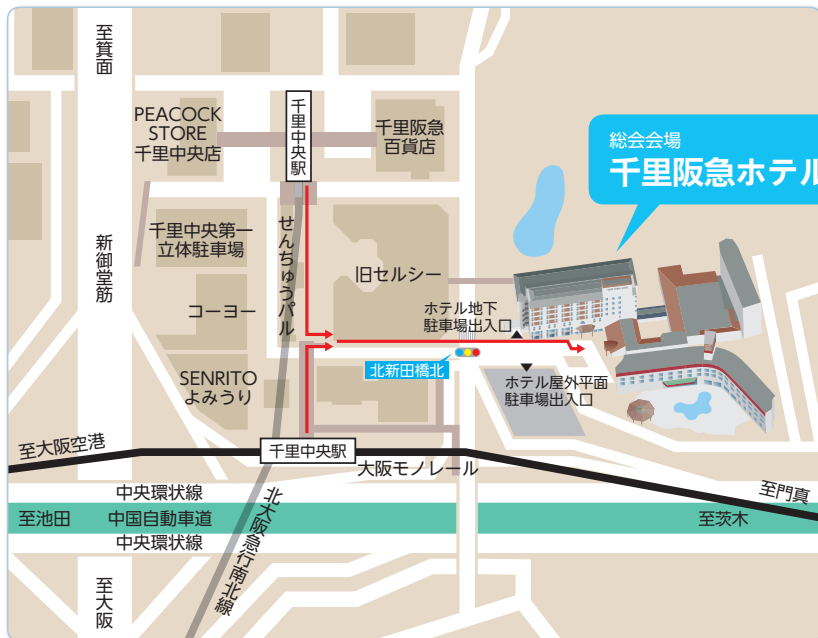 至箕面
PEACOCK
STORE
千里中央店
千里中央駅
千里阪急
百貨店
総会会場
千里阪急ホテル
新御堂筋
千里中央第一
立体駐車場
せんちゅうパル
旧セルシー
コーヨー
ホテル地下
駐車場出入口
北新田橋北
SENRITO
よみうり
ホテル屋外平面
駐車場出入口
至大阪空港
千里中央駅
大阪モノレール
至門真
中央環状線
至池田
中国自動車道
至茨木
中央環状線
北大阪急行南北線
至大阪